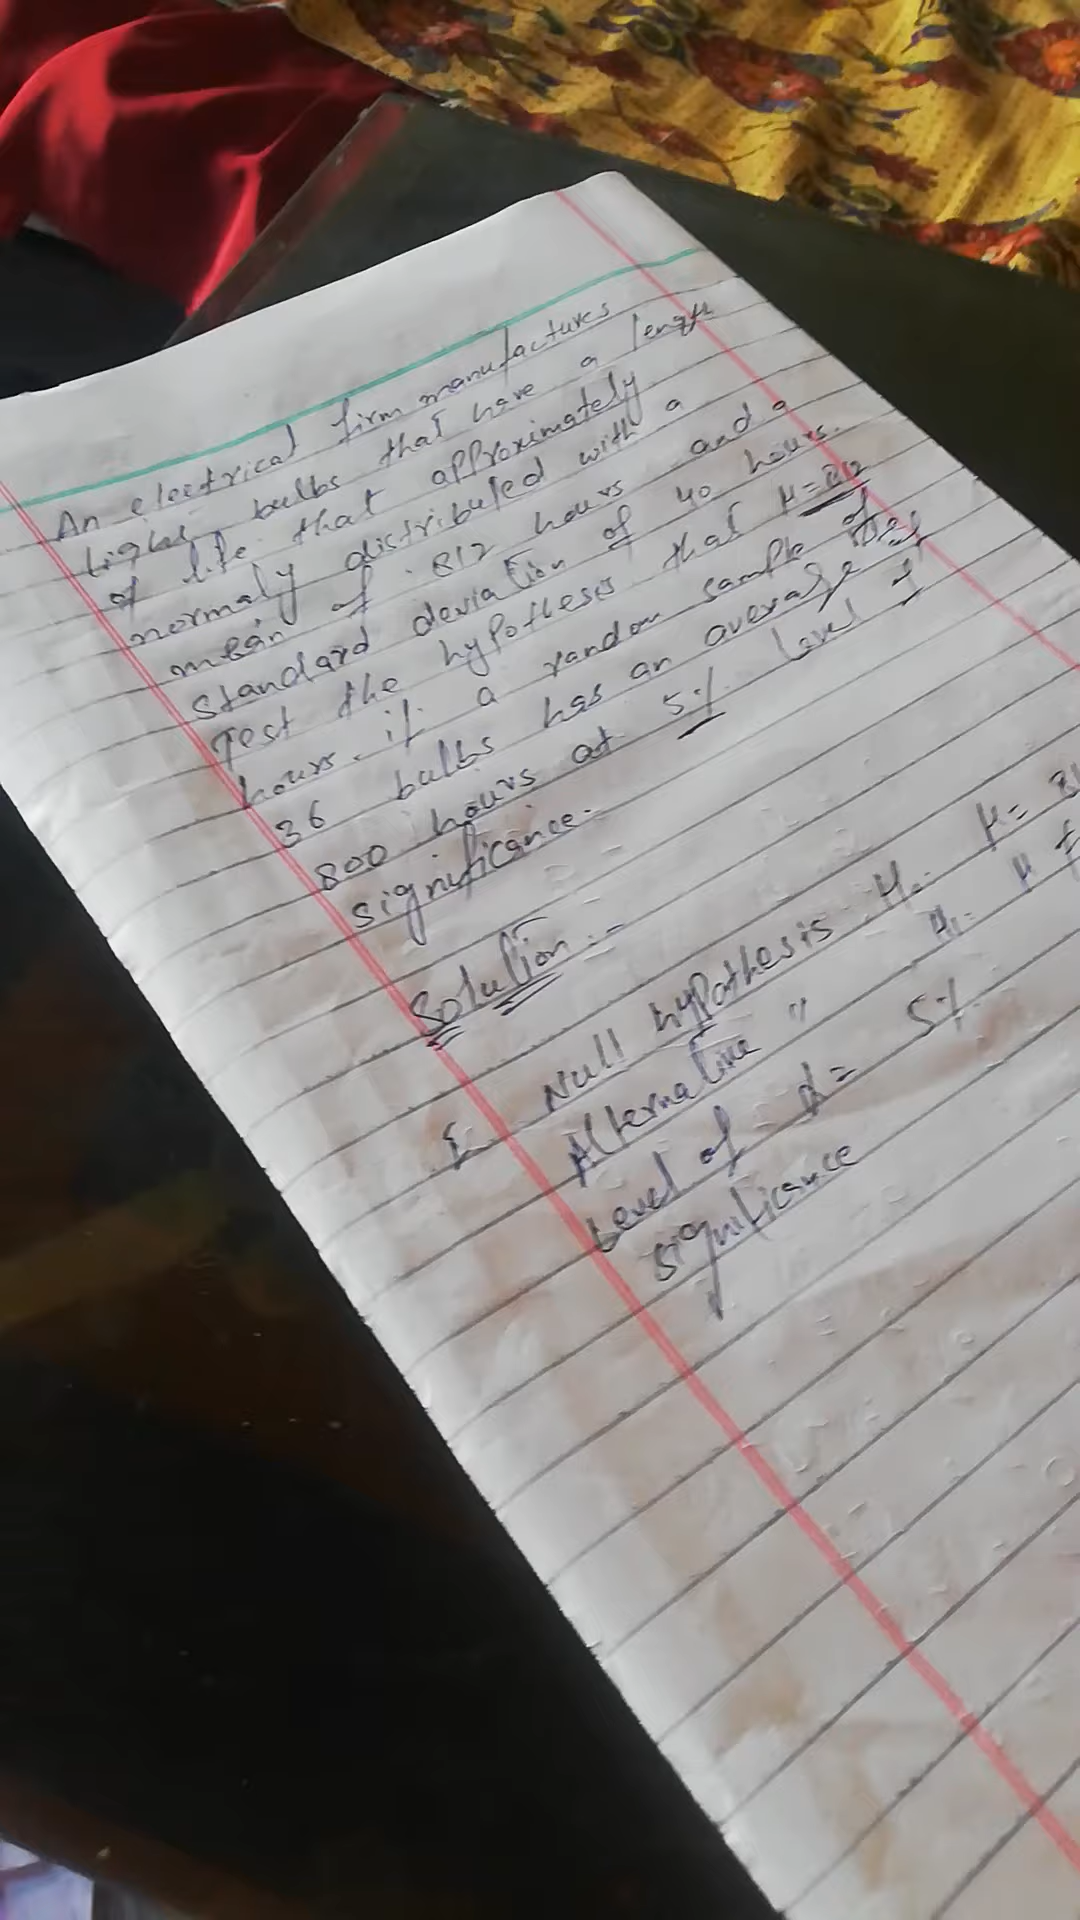 An electrical firm manufactures
light bulbs that have a length
of life that approximately
normaly distributed with a
mean of 812 hours and a
standard deviation of 40 hours.
Test the hypothesis that μ=812
hours. if a random sample of
36 bulbs has an average of
800 hours at 5% level of
significance.
Solution :-
1. Null hypothesis H₀. μ=
Alternative " H₁. μ ≠
Level of α = 5%.
significance